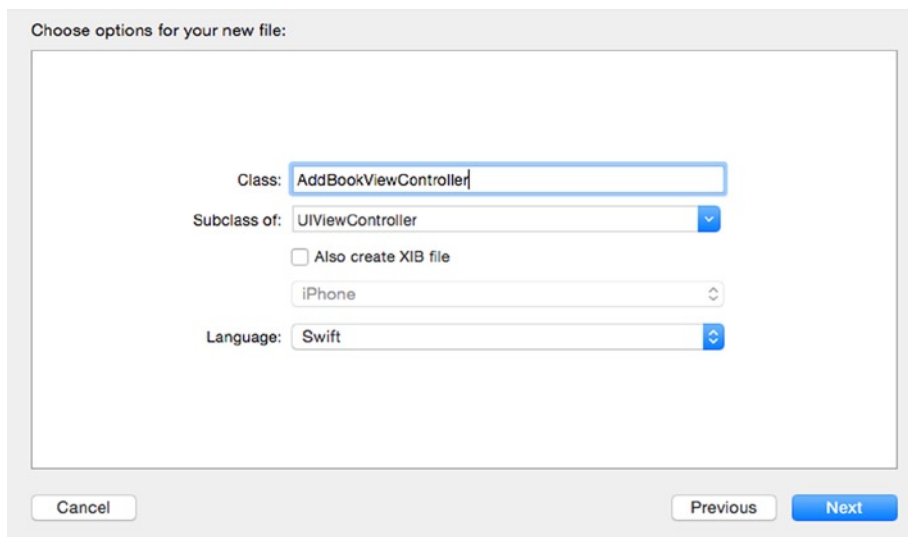 Choose options for your new file:
Class: AddBookViewController
Subclass of: UIViewController
Also create XIB file
iPhone
Language: Swift
Cancel Previous Next